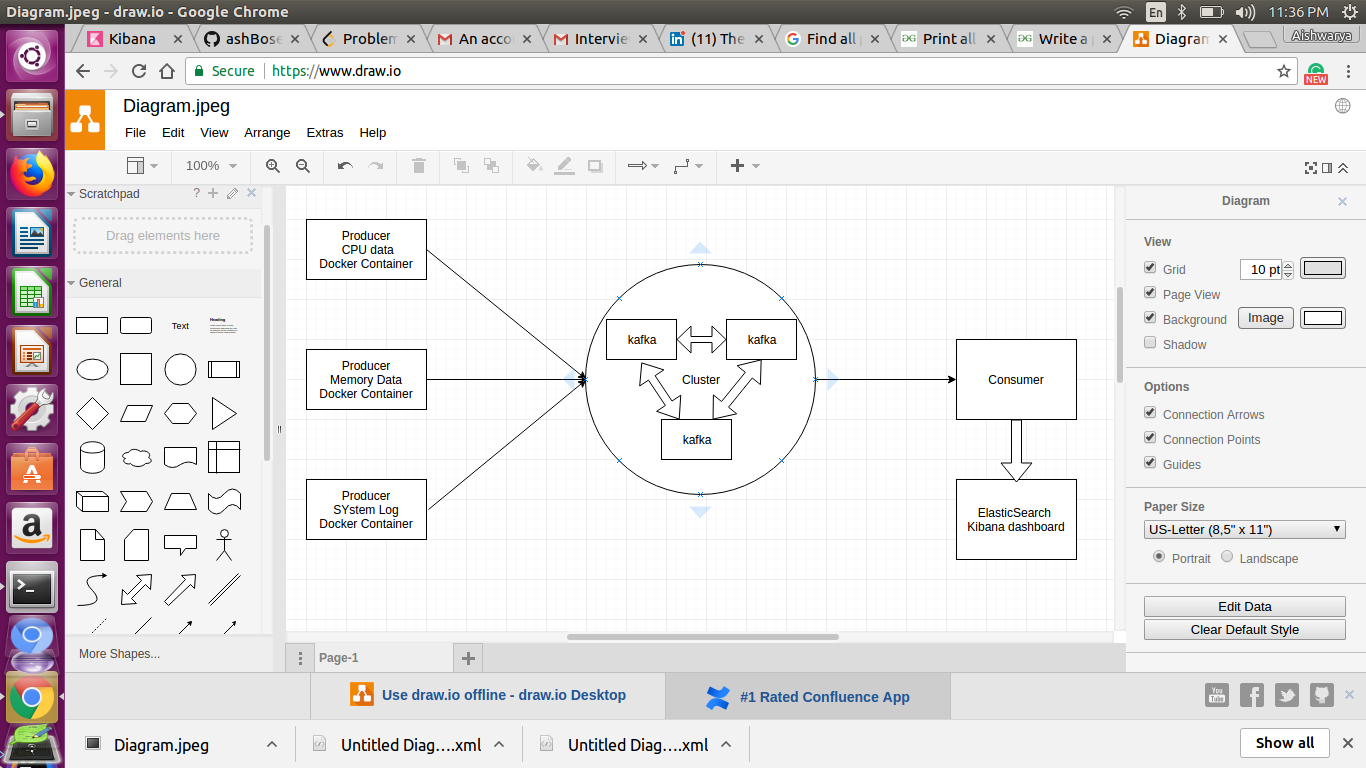 Diagram.jpeg - draw.io - Google Chrome
En
11:36 PM
Kibana
ashBose
Problem
An acco
Intervie
(11) The
Find all
Print all
Write a
Diagram
Aishwarya
Secure
https://www.draw.io
NEW
Diagram.jpeg
File Edit View Arrange Extras Help
100%
Scratchpad
?
Drag elements here
General
Text
Heading
More Shapes...
Producer
CPU data
Docker Container
Producer
Memory Data
Docker Container
Producer
SYstem Log
Docker Container
kafka
kafka
Cluster
kafka
Consumer
ElasticSearch
Kibana dashboard
Page-1
Diagram
View
Grid
10 pt
Page View
Background
Image
Shadow
Options
Connection Arrows
Connection Points
Guides
Paper Size
US-Letter (8,5" x 11")
Portrait
Landscape
Edit Data
Clear Default Style
Use draw.io offline - draw.io Desktop
#1 Rated Confluence App
You
Tube
Diagram.jpeg
Untitled Diag....xml
Untitled Diag....xml
Show all